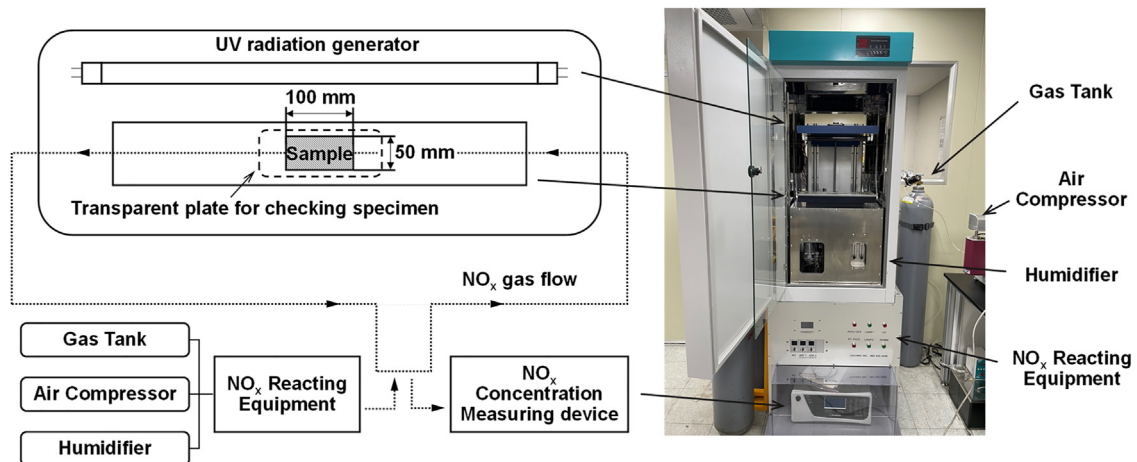 UV radiation generator
100 mm
Sample
50 mm
Transparent plate for checking specimen
NOx gas flow
Gas Tank
Air Compressor
Humidifier
NOx Reacting
Equipment
NOx
Concentration
Measuring device
Gas Tank
Air
Compressor
Humidifier
NOx Reacting
Equipment